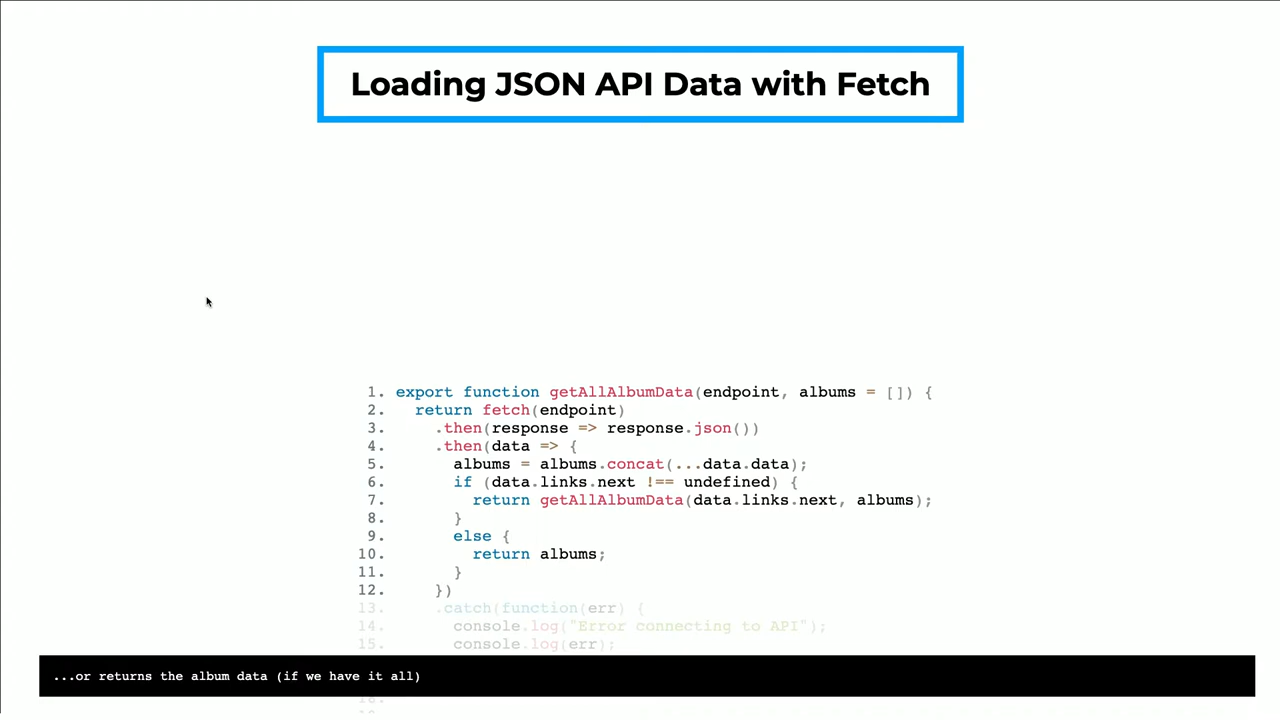 Loading JSON API Data with Fetch
1. export function getAllAlbumData(endpoint, albums = []) {
2. return fetch(endpoint)
3. .then(response => response.json())
4. .then(data => {
5. albums = albums.concat(...data.data);
6. if (data.links.next !== undefined) {
7. return getAllAlbumData(data.links.next, albums);
8. }
9. else {
10. return albums;
11. }
12. })
13. .catch(function(err) {
14. console.log("Error connecting to API");
15. console.log(err);
...or returns the album data (if we have it all)
18.